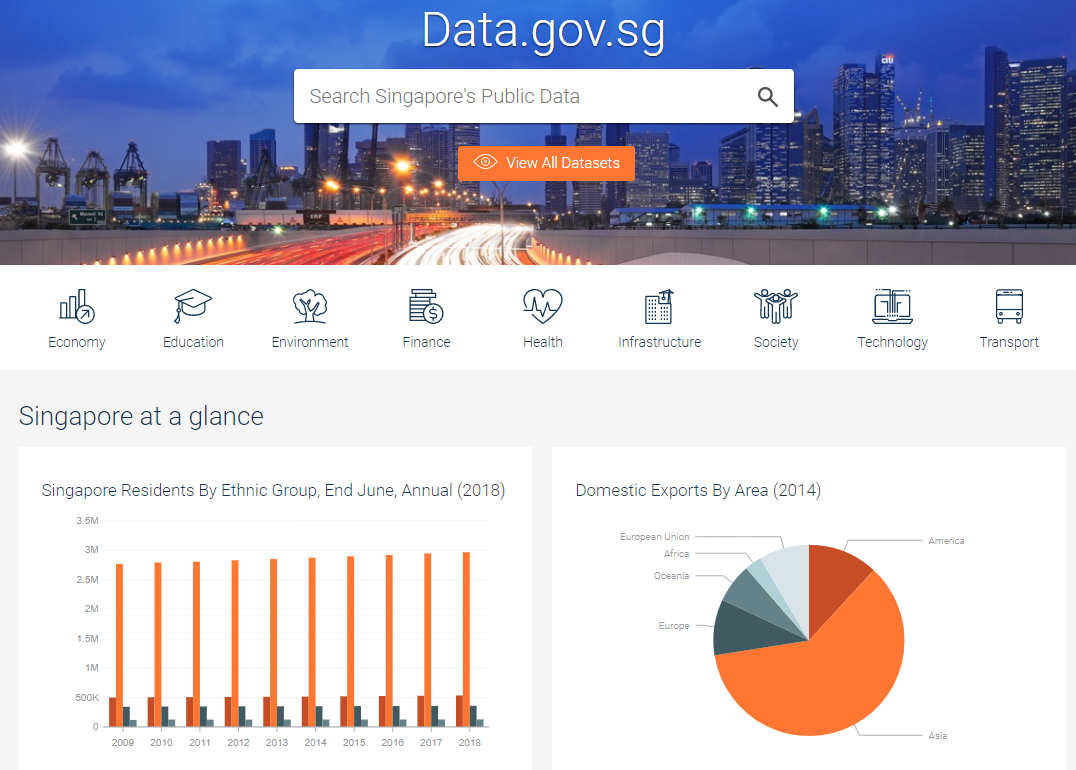 Data.gov.sg
Search Singapore's Public Data
View All Datasets
citi
ERP
Economy
Education
Environment
Finance
Health
Infrastructure
Society
Technology
Transport
Singapore at a glance
Singapore Residents By Ethnic Group, End June, Annual (2018)
3.5M
3M
2.5M
2M
1.5M
1M
500K
0
2009 2010 2011 2012 2013 2014 2015 2016 2017 2018
Domestic Exports By Area (2014)
European Union
Africa
Oceania
Europe
America
Asia